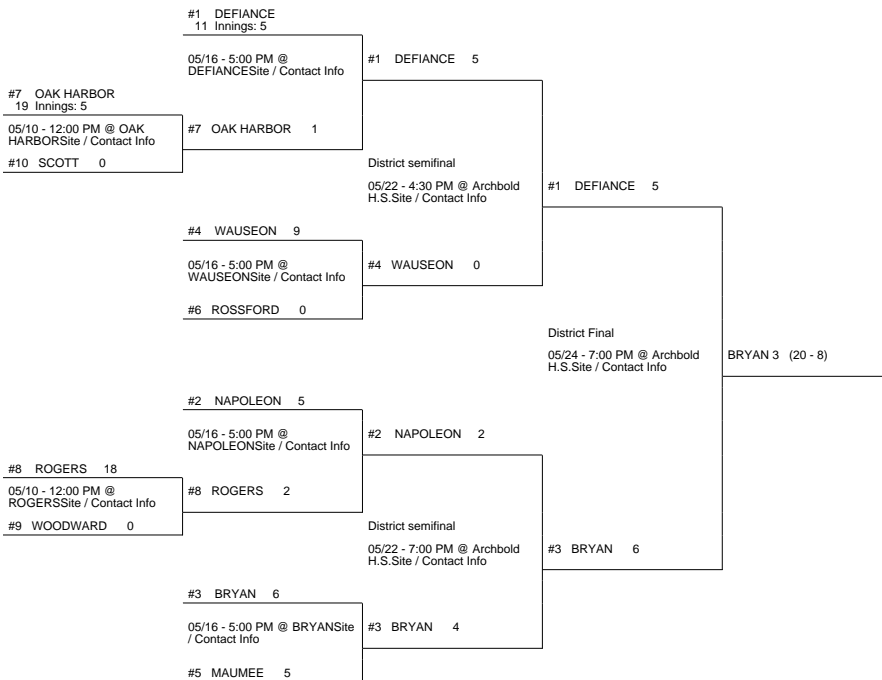 #1 DEFIANCE
11 Innings: 5
05/16 - 5:00 PM @
DEFIANCESite / Contact Info
#1 DEFIANCE 5
#7 OAK HARBOR
19 Innings: 5
05/10 - 12:00 PM @ OAK
HARBORSite / Contact Info
#7 OAK HARBOR 1
#10 SCOTT 0
District semifinal
05/22 - 4:30 PM @ Archbold
H.S.Site / Contact Info
#1 DEFIANCE 5
#4 WAUSEON 9
05/16 - 5:00 PM @
WAUSEONSite / Contact Info
#4 WAUSEON 0
#6 ROSSFORD 0
District Final
05/24 - 7:00 PM @ Archbold
H.S.Site / Contact Info
BRYAN 3 (20 - 8)
#2 NAPOLEON 5
05/16 - 5:00 PM @
NAPOLEONSite / Contact Info
#2 NAPOLEON 2
#8 ROGERS 18
05/10 - 12:00 PM @
ROGERSSite / Contact Info
#8 ROGERS 2
#9 WOODWARD 0
District semifinal
05/22 - 7:00 PM @ Archbold
H.S.Site / Contact Info
#3 BRYAN 6
#3 BRYAN 6
05/16 - 5:00 PM @ BRYANSite
/ Contact Info
#3 BRYAN 4
#5 MAUMEE 5